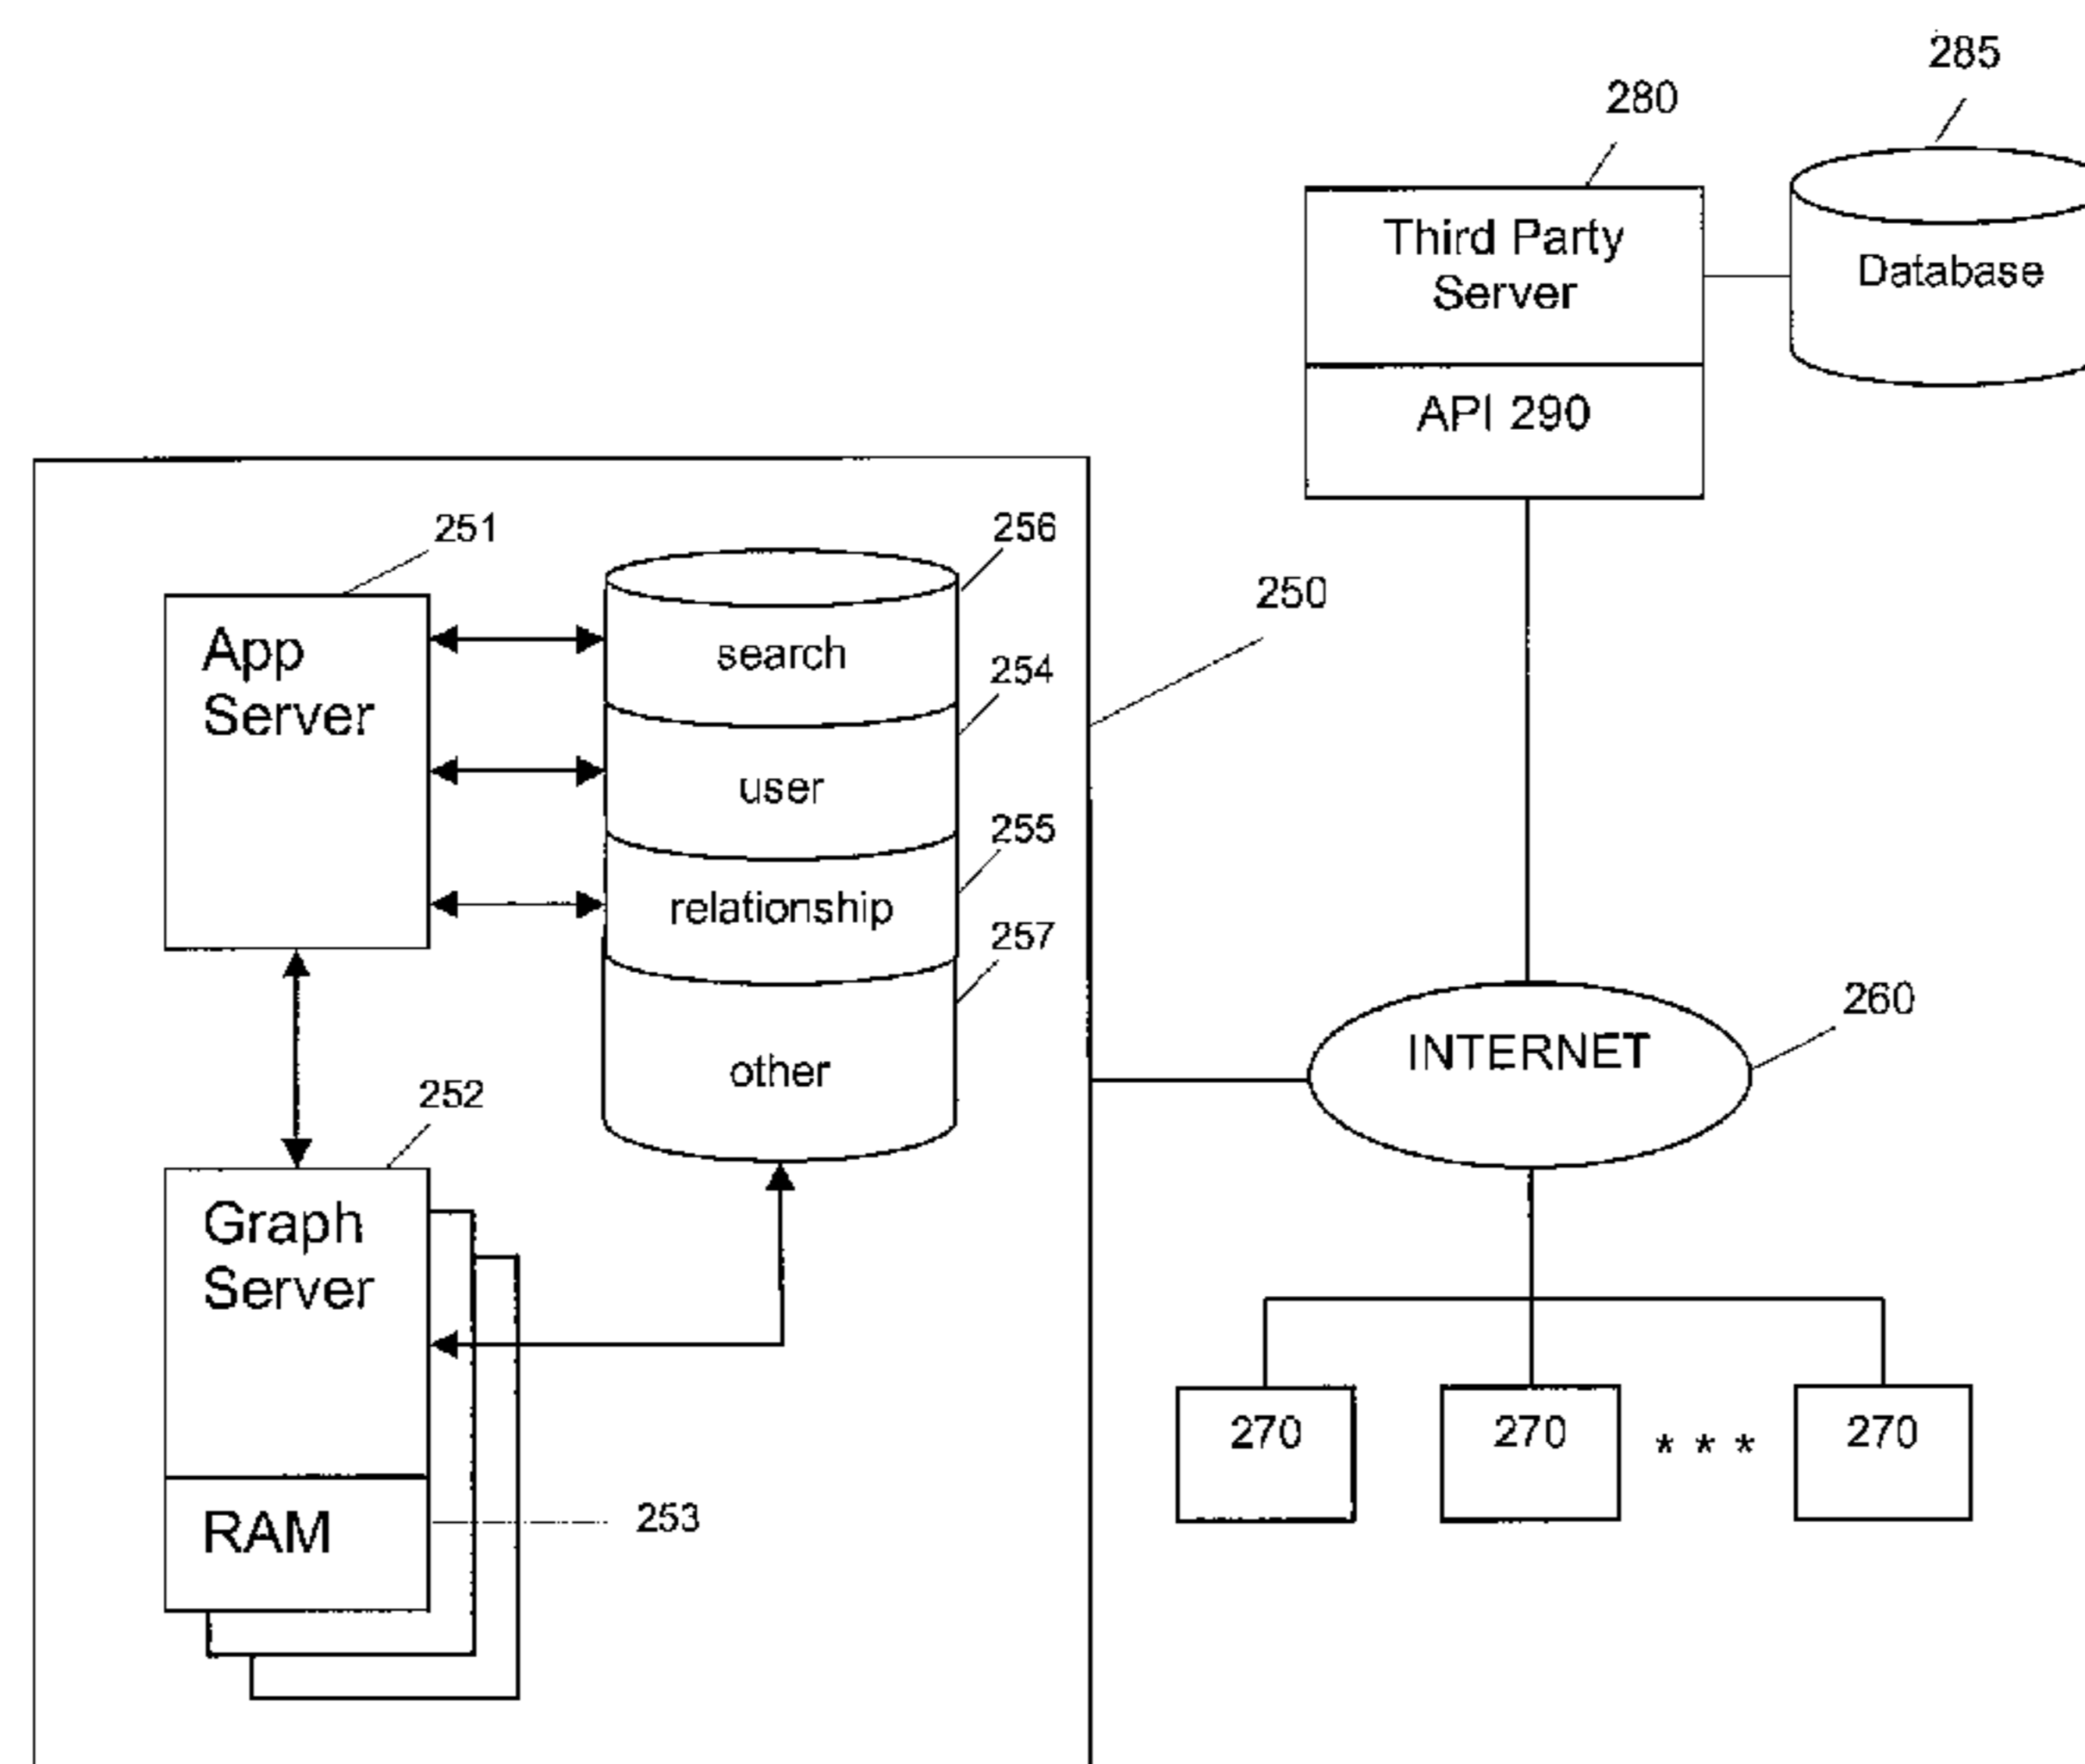 285
280
Third Party
Server
Database
API 290
251
256
250
App
Server
search
254
user
255
relationship
257
260
INTERNET
other
252
Graph
Server
270
270
* * *
270
RAM
253